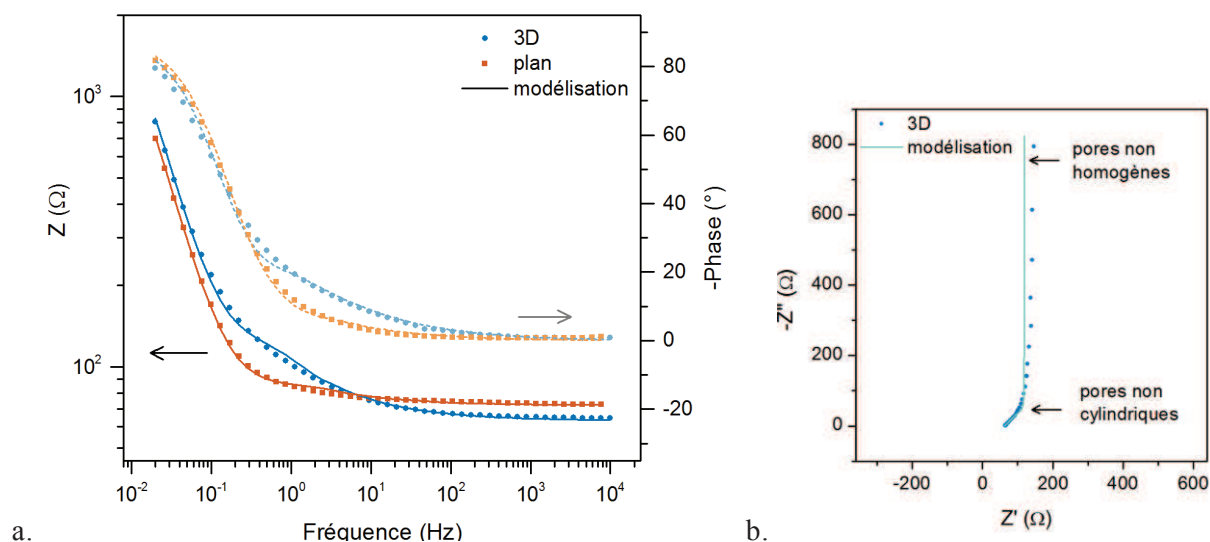 3D
plan
modélisation
Z (Ω)
10³
10²
-Phase (°)
80
60
40
20
0
-20
10⁻² 10⁻¹ 10⁰ 10¹ 10² 10³ 10⁴
Fréquence (Hz)
a.
3D
modélisation
pores non
homogènes
pores non
cylindriques
-Z'' (Ω)
800
600
400
200
0
-200 0 200 400 600
Z' (Ω)
b.